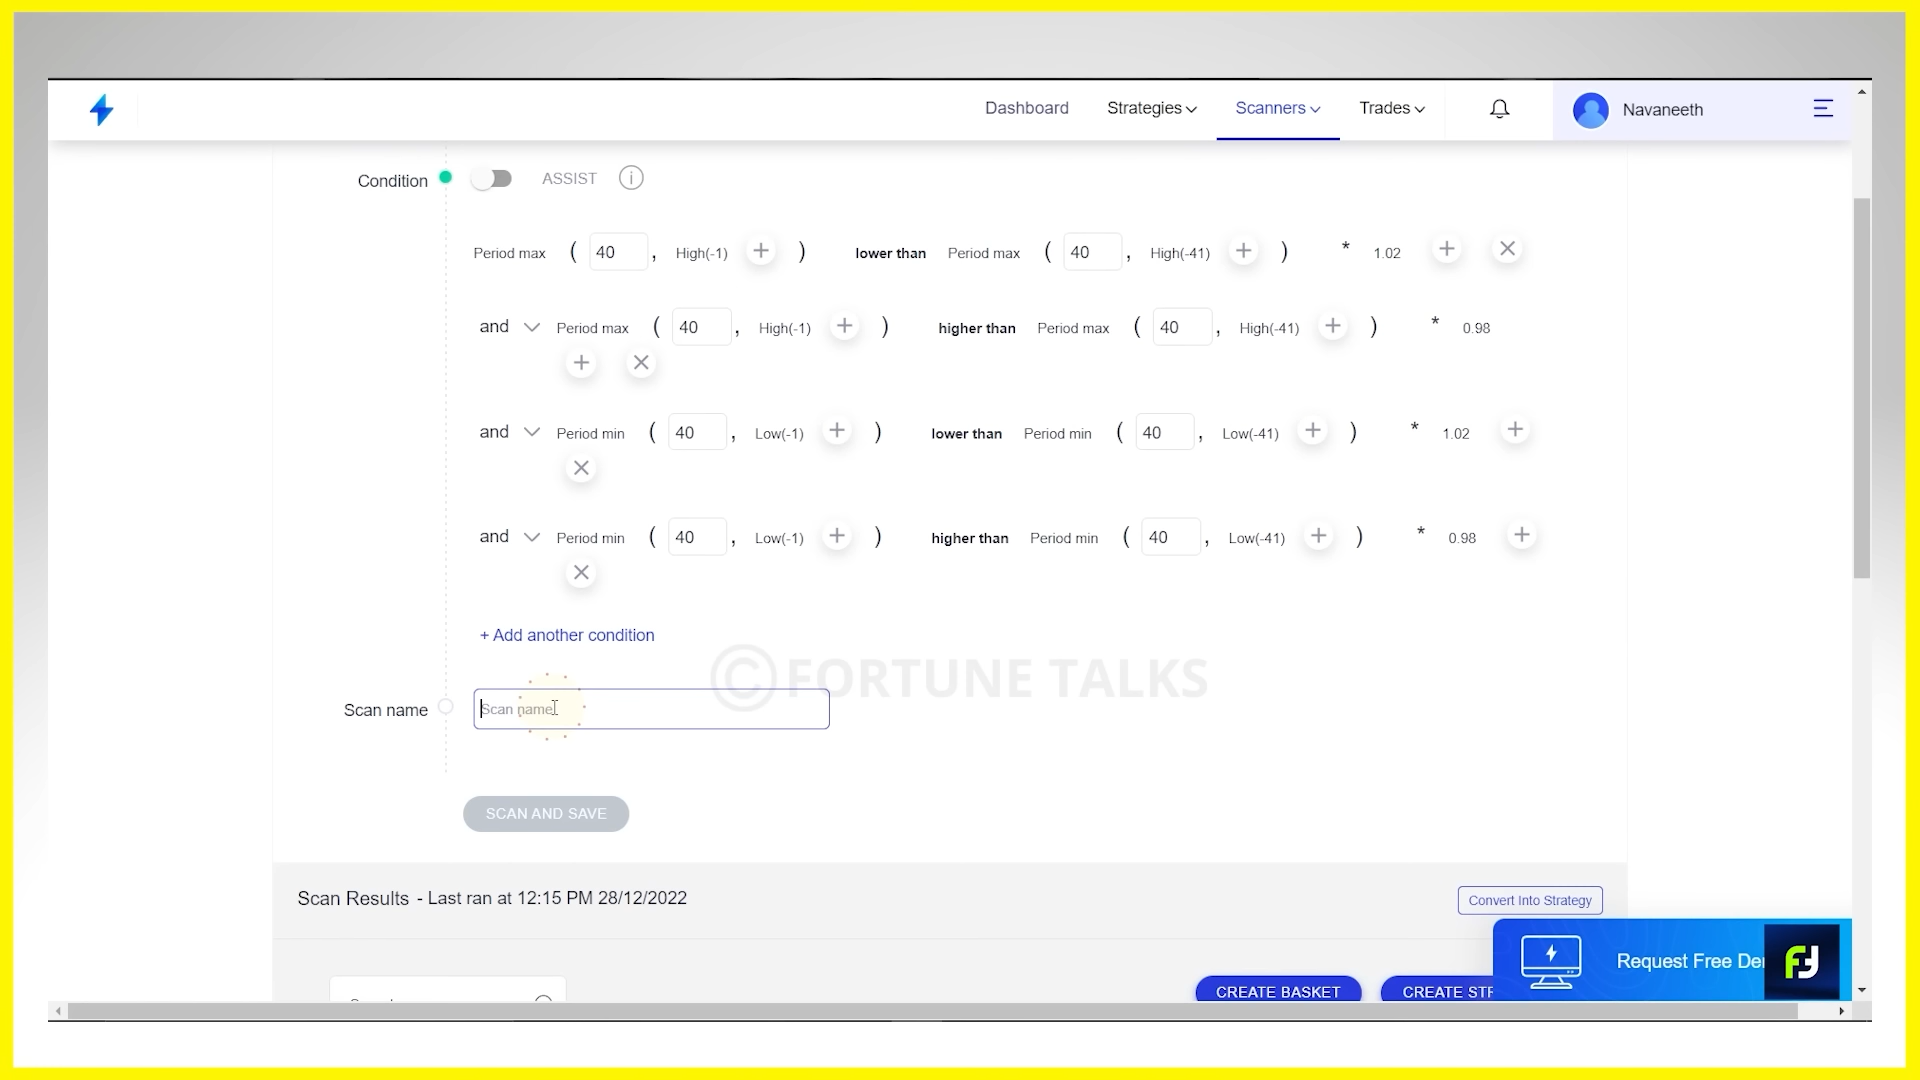 Dashboard Strategies Scanners Trades Navaneeth
Condition ASSIST i
Period max ( 40 , High(-1) + ) lower than Period max ( 40 , High(-41) + ) * 1.02 + ×
and Period max ( 40 , High(-1) + ) higher than Period max ( 40 , High(-41) + ) * 0.98
+ ×
and Period min ( 40 , Low(-1) + ) lower than Period min ( 40 , Low(-41) + ) * 1.02 +
×
and Period min ( 40 , Low(-1) + ) higher than Period min ( 40 , Low(-41) + ) * 0.98 +
×
+ Add another condition
© FORTUNE TALKS
Scan name Scan name
SCAN AND SAVE
Scan Results - Last ran at 12:15 PM 28/12/2022 Convert Into Strategy
Request Free
CREATE BASKET CREATE